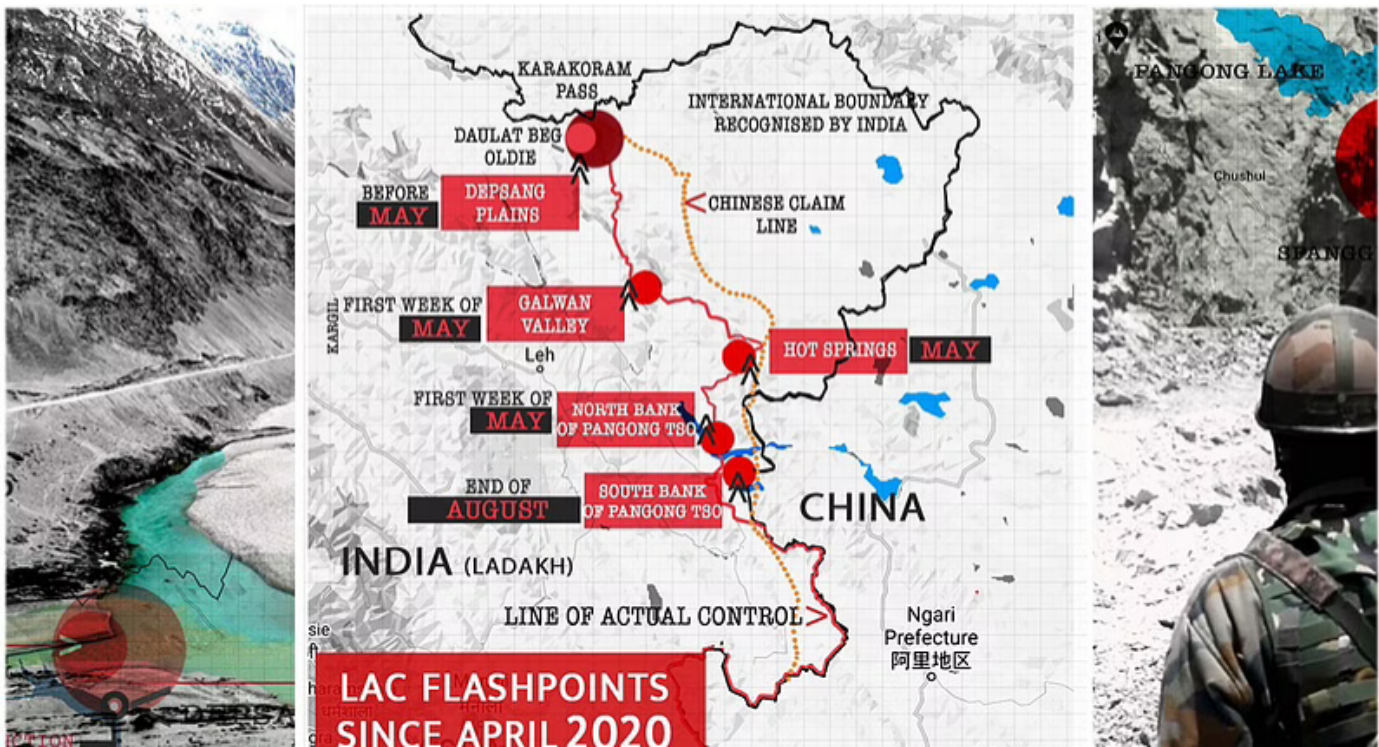 KARAKORAM
PASS
INTERNATIONAL BOUNDARY
RECOGNISED BY INDIA
DAULAT BEG
OLDIE
BEFORE
MAY
DEPSANG
PLAINS
CHINESE CLAIM
LINE
KARGIL
FIRST WEEK OF
MAY
GALWAN
VALLEY
Leh
HOT SPRINGS
MAY
FIRST WEEK OF
MAY
NORTH BANK
OF PANGONG TSO
END OF
AUGUST
SOUTH BANK
OF PANGONG TSO
CHINA
INDIA (LADAKH)
LINE OF ACTUAL CONTROL
Ngari
Prefecture
阿里地区
LAC FLASHPOINTS
SINCE APRIL 2020
PANGONG LAKE
Chushul
SPANGG